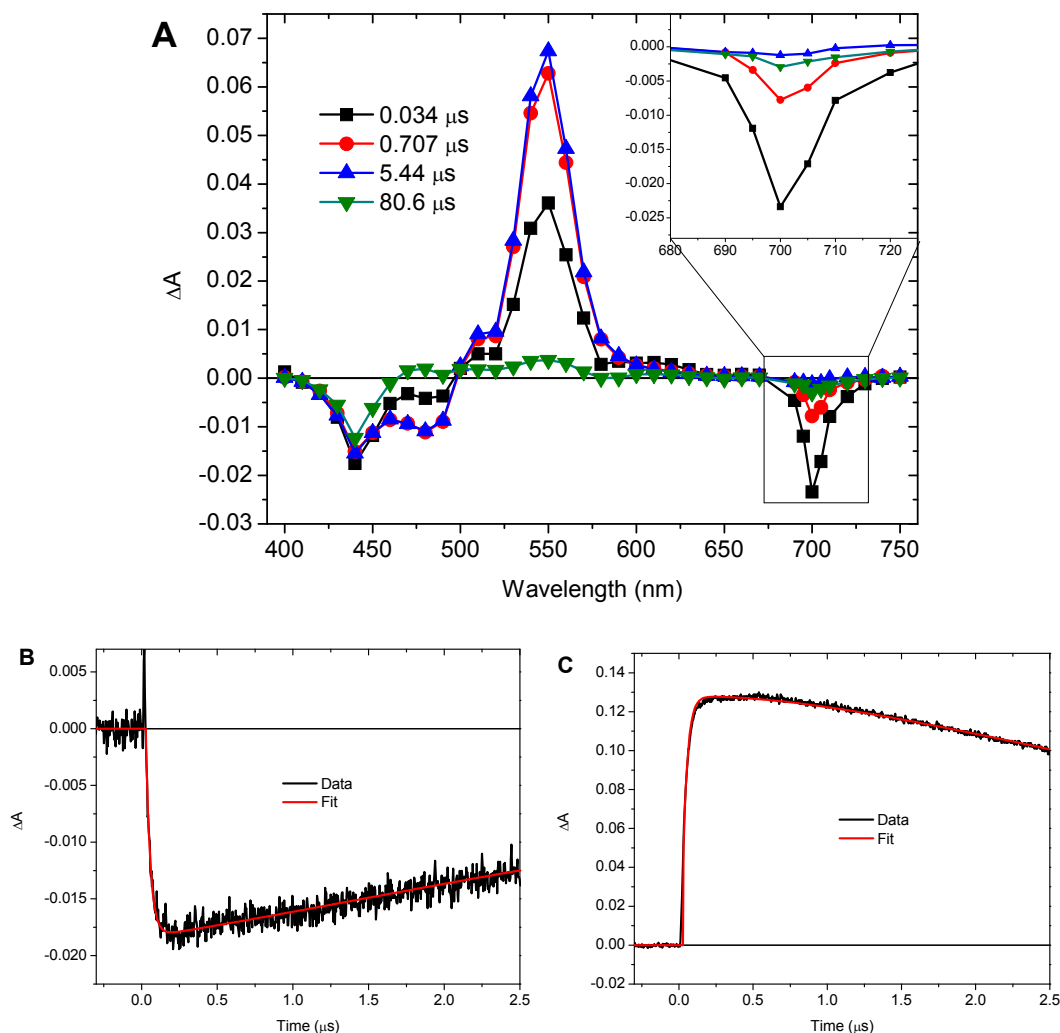 A
0.07
0.06
0.05
0.04
0.03
0.02
0.01
0.00
-0.01
-0.02
-0.03
ΔA
0.034 μs
0.707 μs
5.44 μs
80.6 μs
400 450 500 550 600 650 700 750
Wavelength (nm)
0.000
-0.005
-0.010
-0.015
-0.020
-0.025
680 690 700 710 720
B
0.005
0.000
-0.005
-0.010
-0.015
-0.020
ΔA
Data
Fit
0.0 0.5 1.0 1.5 2.0 2.5
Time (μs)
C
0.14
0.12
0.10
0.08
0.06
0.04
0.02
0.00
-0.02
ΔA
Data
Fit
0.0 0.5 1.0 1.5 2.0 2.5
Time (μs)